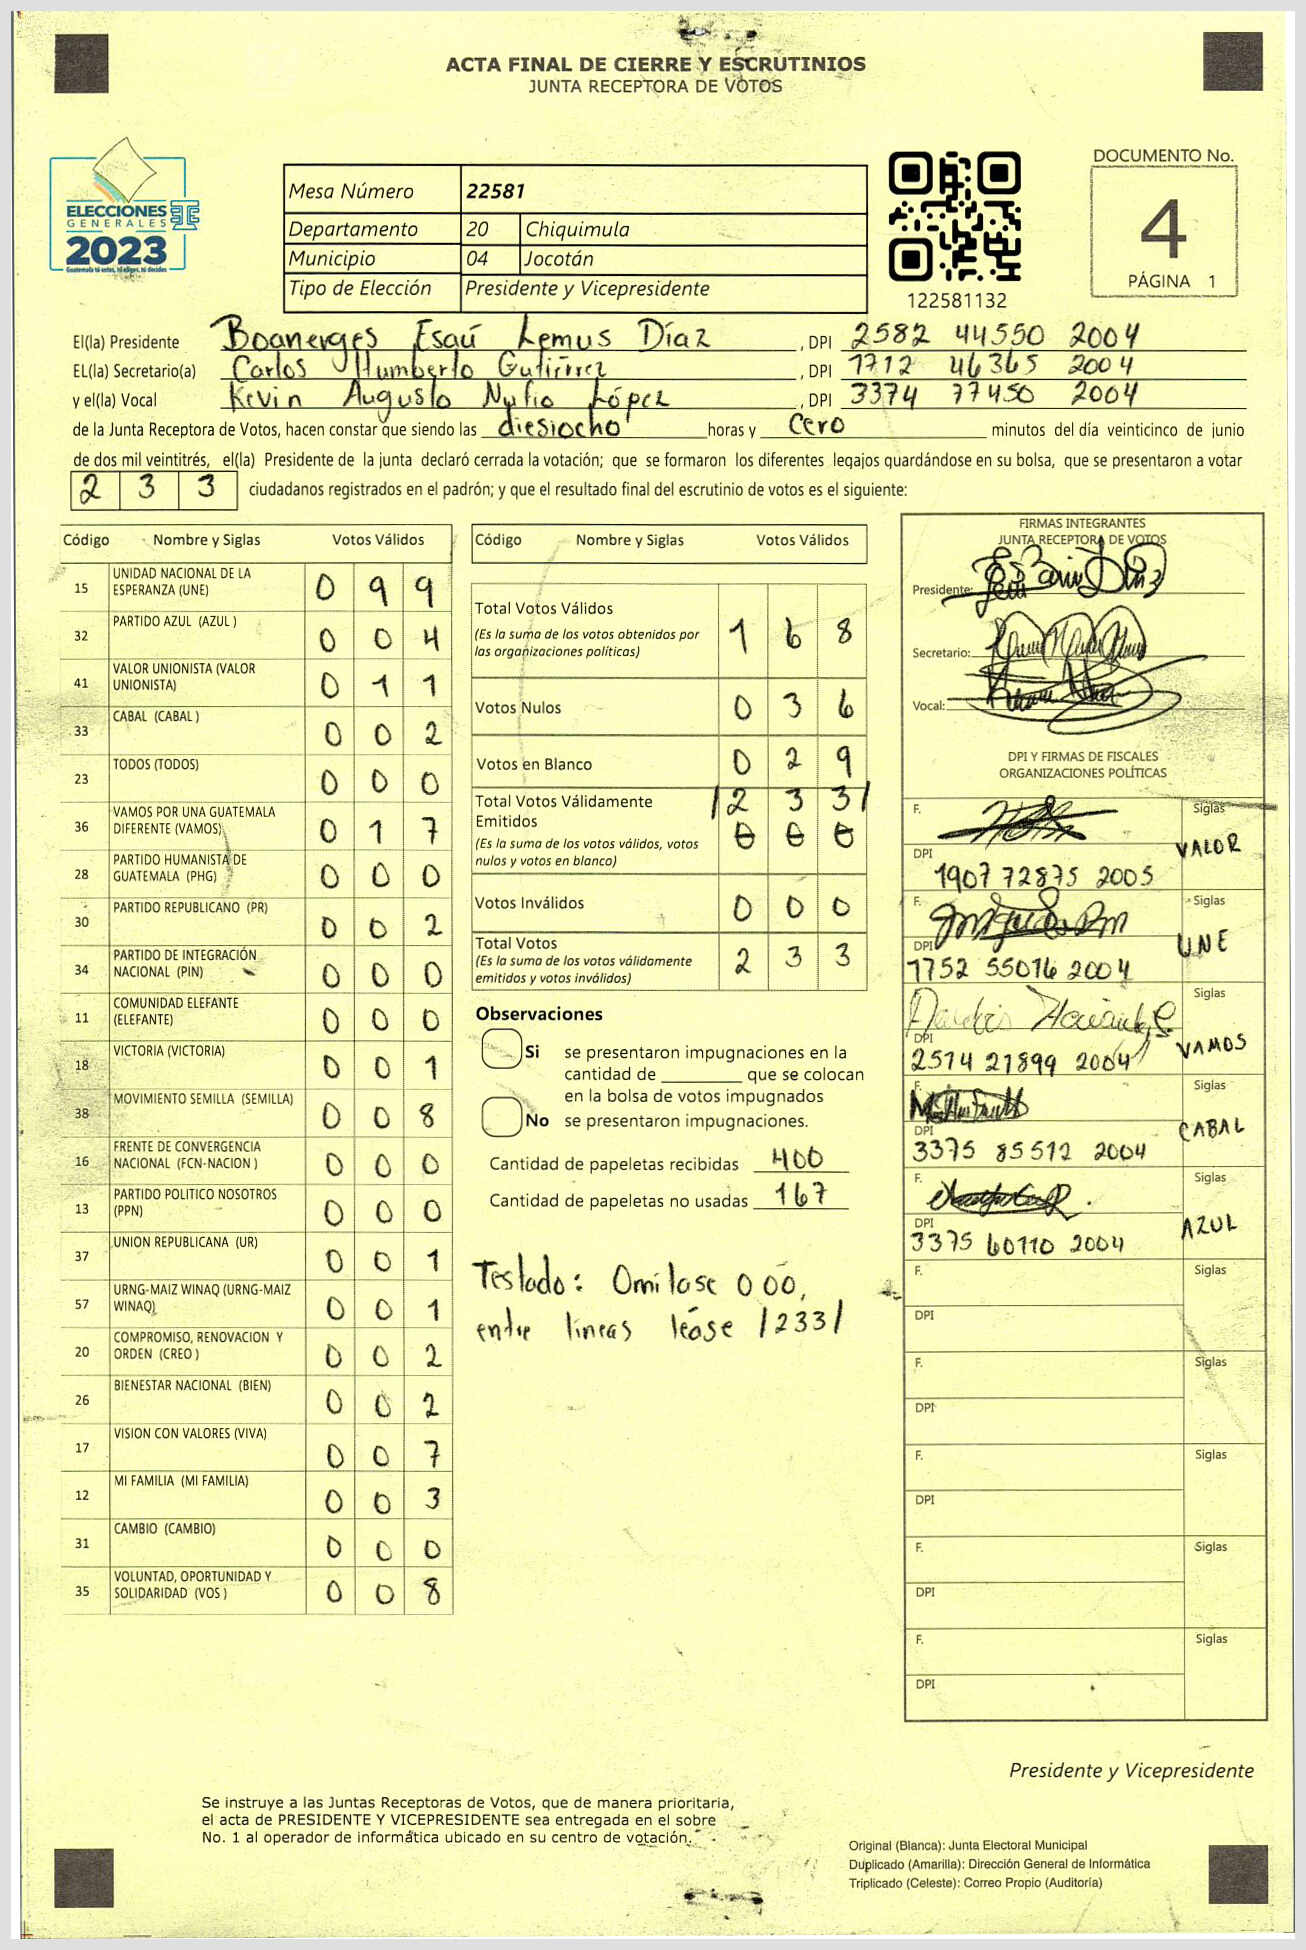 ACTA FINAL DE CIERRE Y ESCRUTINIOS
JUNTA RECEPTORA DE VOTOS
ELECCIONES
GENERALES
2023
Guatemala tú votas, tú eliges, tú decides
Mesa Número 22581
Departamento 20 Chiquimula
Municipio 04 Jocotán
Tipo de Elección Presidente y Vicepresidente
122581132
DOCUMENTO No.
4
PÁGINA 1
El(la) Presidente Boanerges Esaú Lemus Díaz, DPI 2582 44550 2004
EL(la) Secretario(a) Carlos Humberto Gutiérrez, DPI 1712 46365 2004
y el(la) Vocal Kevin Augusto Nufio López, DPI 3374 77450 2004
de la Junta Receptora de Votos, hacen constar que siendo las diesiocho horas y cero minutos del día veinticinco de junio
de dos mil veintitrés, el(la) Presidente de la junta declaró cerrada la votación; que se formaron los diferentes legajos guardándose en su bolsa, que se presentaron a votar
2 3 3 ciudadanos registrados en el padrón; y que el resultado final del escrutinio de votos es el siguiente:
Código Nombre y Siglas Votos Válidos
15 UNIDAD NACIONAL DE LA ESPERANZA (UNE) 0 9 9
32 PARTIDO AZUL (AZUL ) 0 0 4
41 VALOR UNIONISTA (VALOR UNIONISTA) 0 1 1
33 CABAL (CABAL ) 0 0 2
23 TODOS (TODOS) 0 0 0
36 VAMOS POR UNA GUATEMALA DIFERENTE (VAMOS) 0 1 7
28 PARTIDO HUMANISTA DE GUATEMALA (PHG) 0 0 0
30 PARTIDO REPUBLICANO (PR) 0 0 2
34 PARTIDO DE INTEGRACIÓN NACIONAL (PIN) 0 0 0
11 COMUNIDAD ELEFANTE (ELEFANTE) 0 0 0
18 VICTORIA (VICTORIA) 0 0 1
38 MOVIMIENTO SEMILLA (SEMILLA) 0 0 8
16 FRENTE DE CONVERGENCIA NACIONAL (FCN-NACION ) 0 0 0
13 PARTIDO POLITICO NOSOTROS (PPN) 0 0 0
37 UNION REPUBLICANA (UR) 0 0 1
57 URNG-MAIZ WINAQ (URNG-MAIZ WINAQ) 0 0 1
20 COMPROMISO, RENOVACION Y ORDEN (CREO ) 0 0 2
26 BIENESTAR NACIONAL (BIEN) 0 0 2
17 VISION CON VALORES (VIVA) 0 0 7
12 MI FAMILIA (MI FAMILIA) 0 0 3
31 CAMBIO (CAMBIO) 0 0 0
35 VOLUNTAD, OPORTUNIDAD Y SOLIDARIDAD (VOS ) 0 0 8
Código Nombre y Siglas Votos Válidos
Total Votos Válidos 1 6 8
(Es la suma de los votos obtenidos por
las organizaciones políticas)
Votos Nulos 0 3 6
Votos en Blanco 0 2 9
Total Votos Válidamente /2 3 3/
Emitidos 0 0 0
(Es la suma de los votos válidos, votos
nulos y votos en blanco)
Votos Inválidos 0 0 0
Total Votos 2 3 3
(Es la suma de los votos válidamente
emitidos y votos inválidos)
Observaciones
Si se presentaron impugnaciones en la
cantidad de ________ que se colocan
en la bolsa de votos impugnados
No se presentaron impugnaciones.
Cantidad de papeletas recibidas 400
Cantidad de papeletas no usadas 167
Teslado: Omitase 000,
entre lineas léase /233/
FIRMAS INTEGRANTES
JUNTA RECEPTORA DE VOTOS
Presidente:
Secretario:
Vocal:
DPI Y FIRMAS DE FISCALES
ORGANIZACIONES POLÍTICAS
F. Siglas
VALOR
DPI
1907 72875 2005
F. Siglas
UNE
DPI
1752 55016 2004
Siglas
DPI
2514 21899 2004 VAMOS
F. Siglas
CABAL
DPI
3375 85512 2004
F. Siglas
AZUL
DPI
3375 60110 2004
F. Siglas
DPI
F. Siglas
DPI
F. Siglas
DPI
F. Siglas
DPI
F. Siglas
DPI
Presidente y Vicepresidente
Se instruye a las Juntas Receptoras de Votos, que de manera prioritaria,
el acta de PRESIDENTE Y VICEPRESIDENTE sea entregada en el sobre
No. 1 al operador de informática ubicado en su centro de votación.
Original (Blanca): Junta Electoral Municipal
Duplicado (Amarilla): Dirección General de Informática
Triplicado (Celeste): Correo Propio (Auditoría)